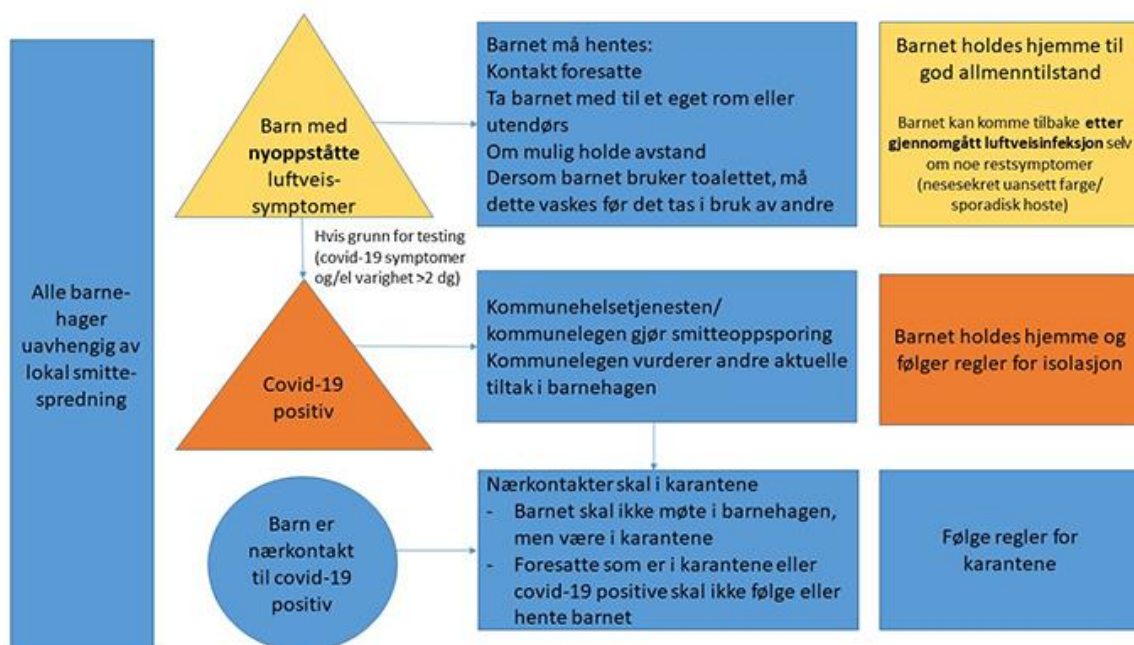 Alle barne-
hager
uavhengig av
lokal smitte-
spredning
Barn med
nyoppståtte
luftveis-
symptomer
Barnet må hentes:
Kontakt foresatte
Ta barnet med til et eget rom eller
utendørs
Om mulig holde avstand
Dersom barnet bruker toalettet, må
dette vaskes før det tas i bruk av andre
Barnet holdes hjemme til
god allmenntilstand
Barnet kan komme tilbake etter
gjennomgått luftveisinfeksjon selv
om noe restsymptomer
(nesesekret uansett farge/
sporadisk hoste)
Hvis grunn for testing
(covid-19 symptomer
og/el varighet >2 dg)
Covid-19
positiv
Kommunehelsetjenesten/
kommunelegen gjør smitteoppsporing
Kommunelegen vurderer andre aktuelle
tiltak i barnehagen
Barnet holdes hjemme og
følger regler for isolasjon
Barn er
nærkontakt
til covid-19
positiv
Nærkontakter skal i karantene
- Barnet skal ikke møte i barnehagen,
men være i karantene
- Foresatte som er i karantene eller
covid-19 positive skal ikke følge eller
hente barnet
Følge regler for
karantene